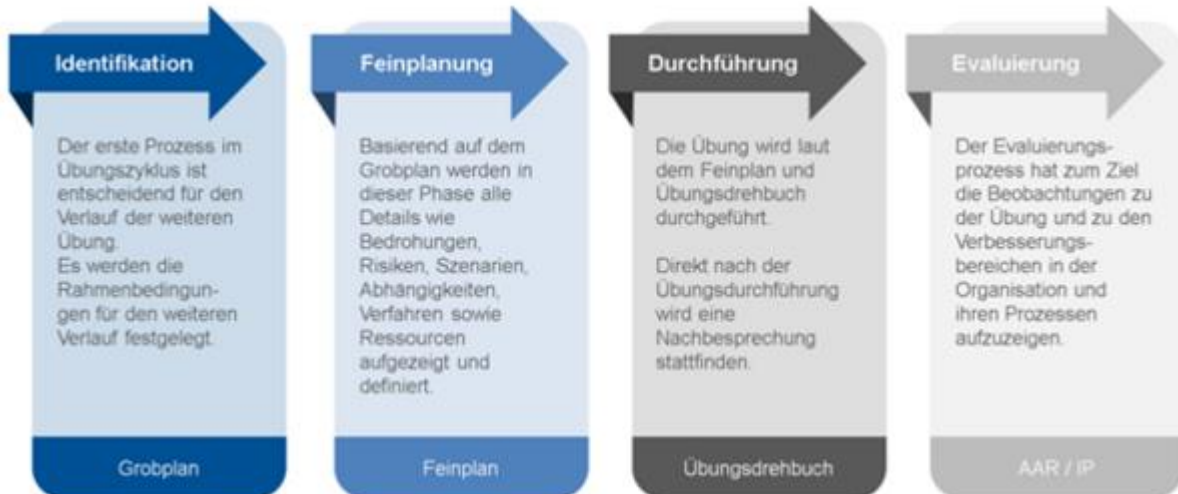 Identifikation
Der erste Prozess im
Übungszyklus ist
entscheidend für den
Verlauf der weiteren
Übung.
Es werden die
Rahmenbedingun-
gen für den weiteren
Verlauf festgelegt.
Grobplan
Feinplanung
Basierend auf dem
Grobplan werden in
dieser Phase alle
Details wie
Bedrohungen,
Risiken, Szenarien,
Abhängigkeiten,
Verfahren sowie
Ressourcen
aufgezeigt und
definiert.
Feinplan
Durchführung
Die Übung wird laut
dem Feinplan und
Übungsdrehbuch
durchgeführt.
Direkt nach der
Übungsdurchführung
wird eine
Nachbesprechung
stattfinden.
Übungsdrehbuch
Evaluierung
Der Evaluierungs-
prozess hat zum Ziel
die Beobachtungen zu
der Übung und zu den
Verbesserungs-
bereichen in der
Organisation und
ihren Prozessen
aufzuzeigen.
AAR / IP